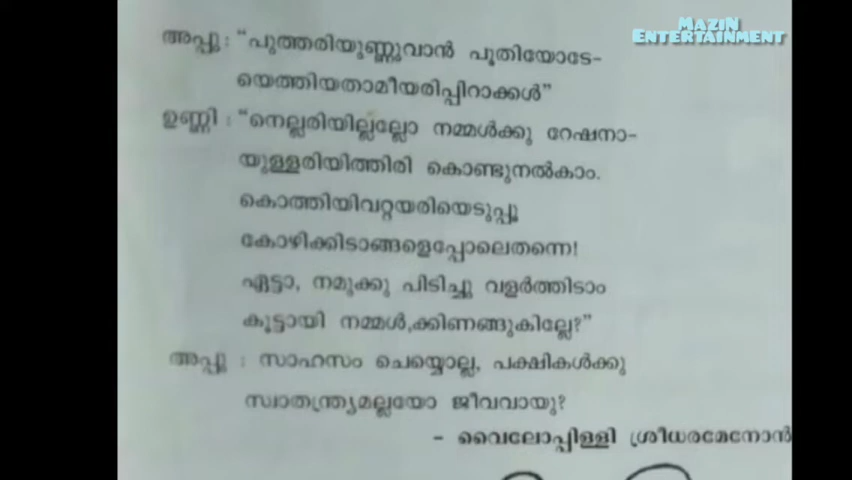 MAZIN
ENTERTAINMENT
അപ്പു : “പുത്തരിയുണ്ണുവാൻ പൂതിയോടേ-
യെത്തിയതാമീയരിപ്പിറാക്കൾ”
ഉണ്ണി : “നെല്ലരിയില്ലല്ലോ നമ്മൾക്കു റേഷനാ-
യുള്ളരിയിത്തിരി കൊണ്ടുനൽകാം.
കൊത്തിയിവറ്റയരിയെടുപ്പൂ
കോഴിക്കിടാങ്ങളെപ്പോലെതന്നെ!
ഏട്ടാ, നമുക്കു പിടിച്ചു വളർത്തിടാം
കൂട്ടായി നമ്മൾ,ക്കിണങ്ങുകില്ലേ?”
അപ്പു : സാഹസം ചെയ്യൊല്ല, പക്ഷികൾക്കു
സ്വാതന്ത്ര്യമല്ലയോ ജീവവായു?
- വൈലോപ്പിള്ളി ശ്രീധരമേനോൻ